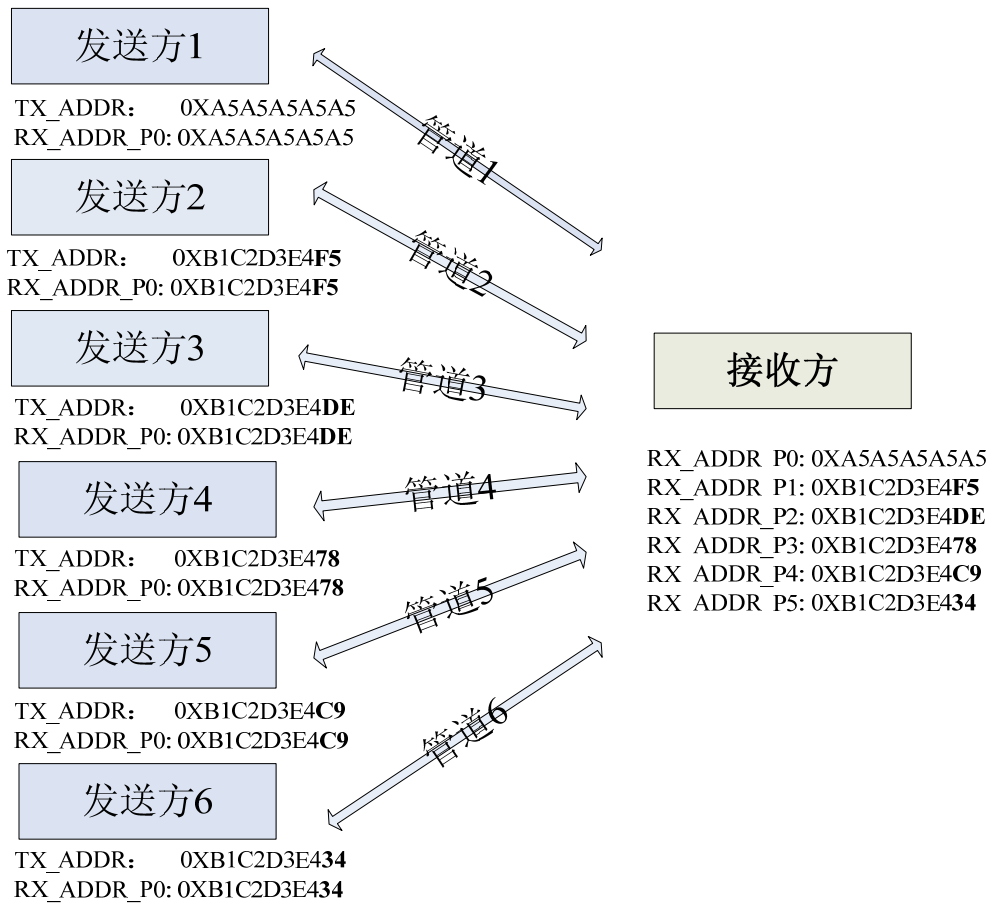 发送方1
TX_ADDR： 0XA5A5A5A5A5
RX_ADDR_P0: 0XA5A5A5A5A5
发送方2
TX_ADDR： 0XB1C2D3E4F5
RX_ADDR_P0: 0XB1C2D3E4F5
发送方3
TX_ADDR： 0XB1C2D3E4DE
RX_ADDR_P0: 0XB1C2D3E4DE
发送方4
TX_ADDR： 0XB1C2D3E478
RX_ADDR_P0: 0XB1C2D3E478
发送方5
TX_ADDR： 0XB1C2D3E4C9
RX_ADDR_P0: 0XB1C2D3E4C9
发送方6
TX_ADDR： 0XB1C2D3E434
RX_ADDR_P0: 0XB1C2D3E434
管道1
管道2
管道3
管道4
管道5
管道6
接收方
RX_ADDR_P0: 0XA5A5A5A5A5
RX_ADDR_P1: 0XB1C2D3E4F5
RX_ADDR_P2: 0XB1C2D3E4DE
RX_ADDR_P3: 0XB1C2D3E478
RX_ADDR_P4: 0XB1C2D3E4C9
RX_ADDR_P5: 0XB1C2D3E434